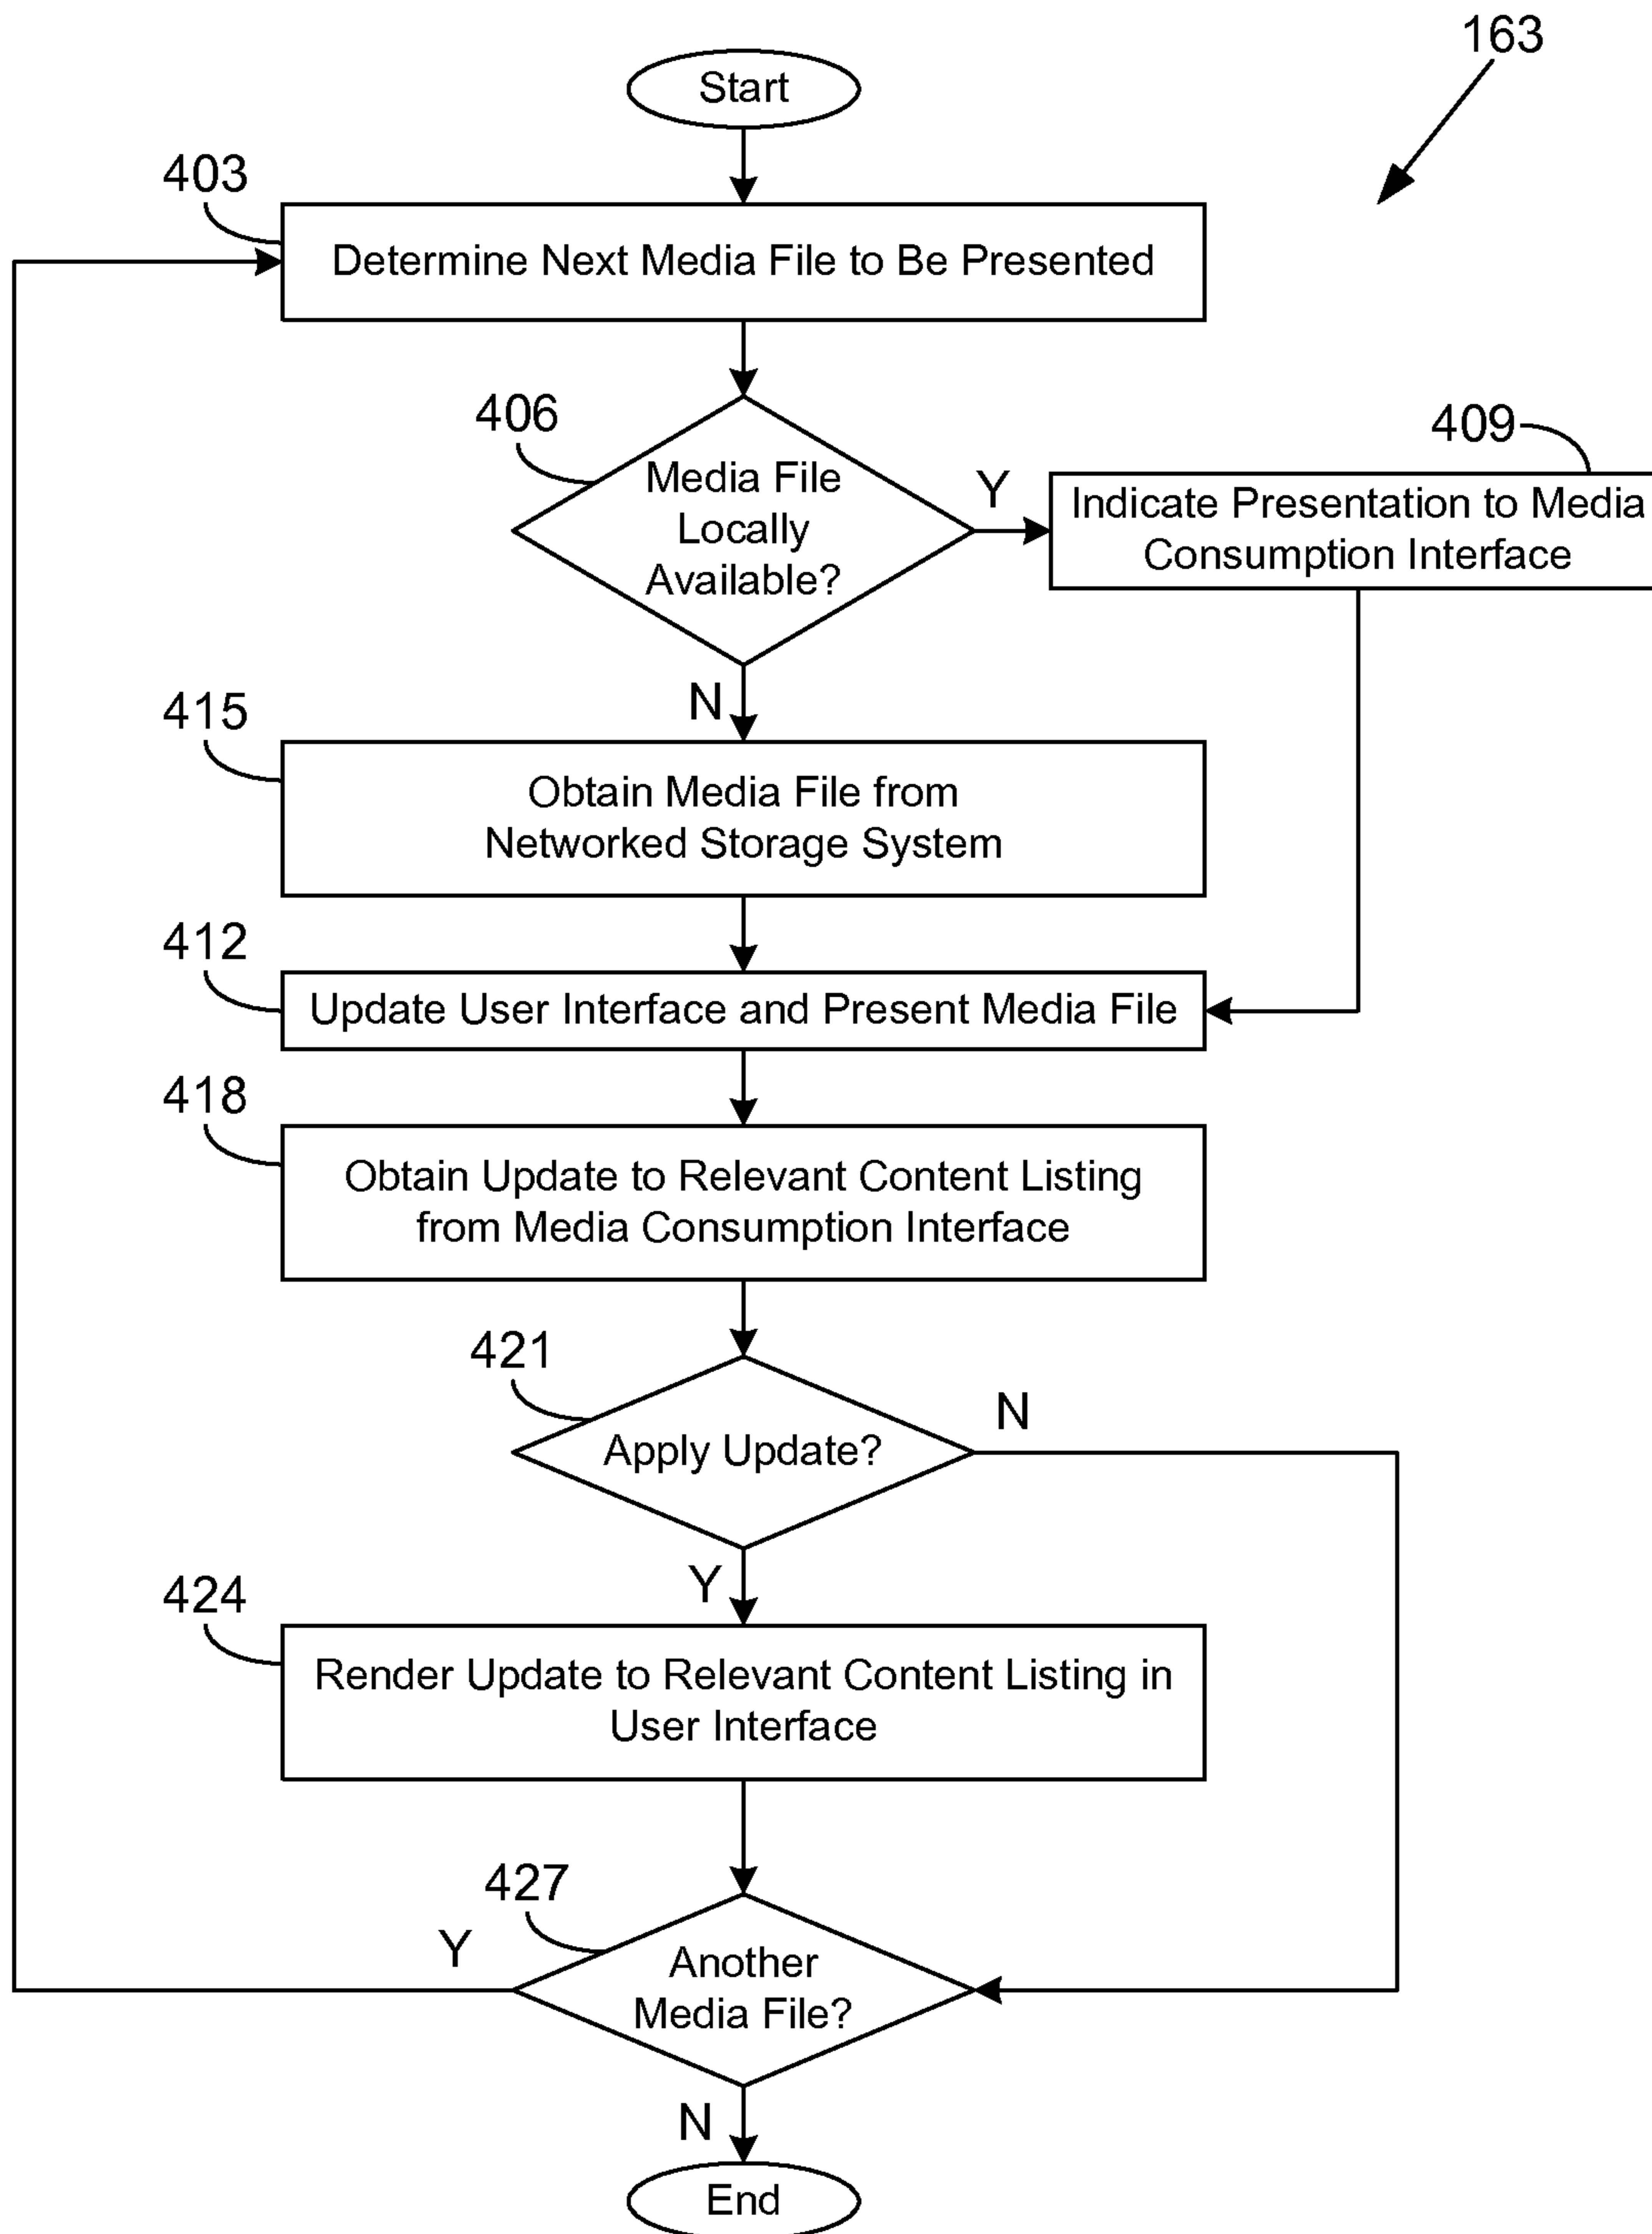 163
Start
403
Determine Next Media File to Be Presented
406
Media File
Locally
Available?
Y
409
Indicate Presentation to Media
Consumption Interface
N
415
Obtain Media File from
Networked Storage System
412
Update User Interface and Present Media File
418
Obtain Update to Relevant Content Listing
from Media Consumption Interface
421
Apply Update?
N
Y
424
Render Update to Relevant Content Listing in
User Interface
427
Another
Media File?
Y
N
End